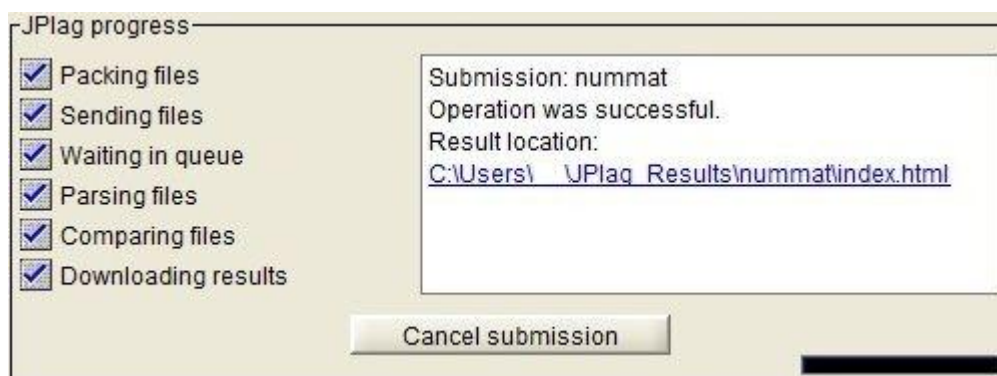 JPlag progress
Packing files
Sending files
Waiting in queue
Parsing files
Comparing files
Downloading results
Submission: nummat
Operation was successful.
Result location:
C:\Users\ \JPlag_Results\nummat\index.html
Cancel submission